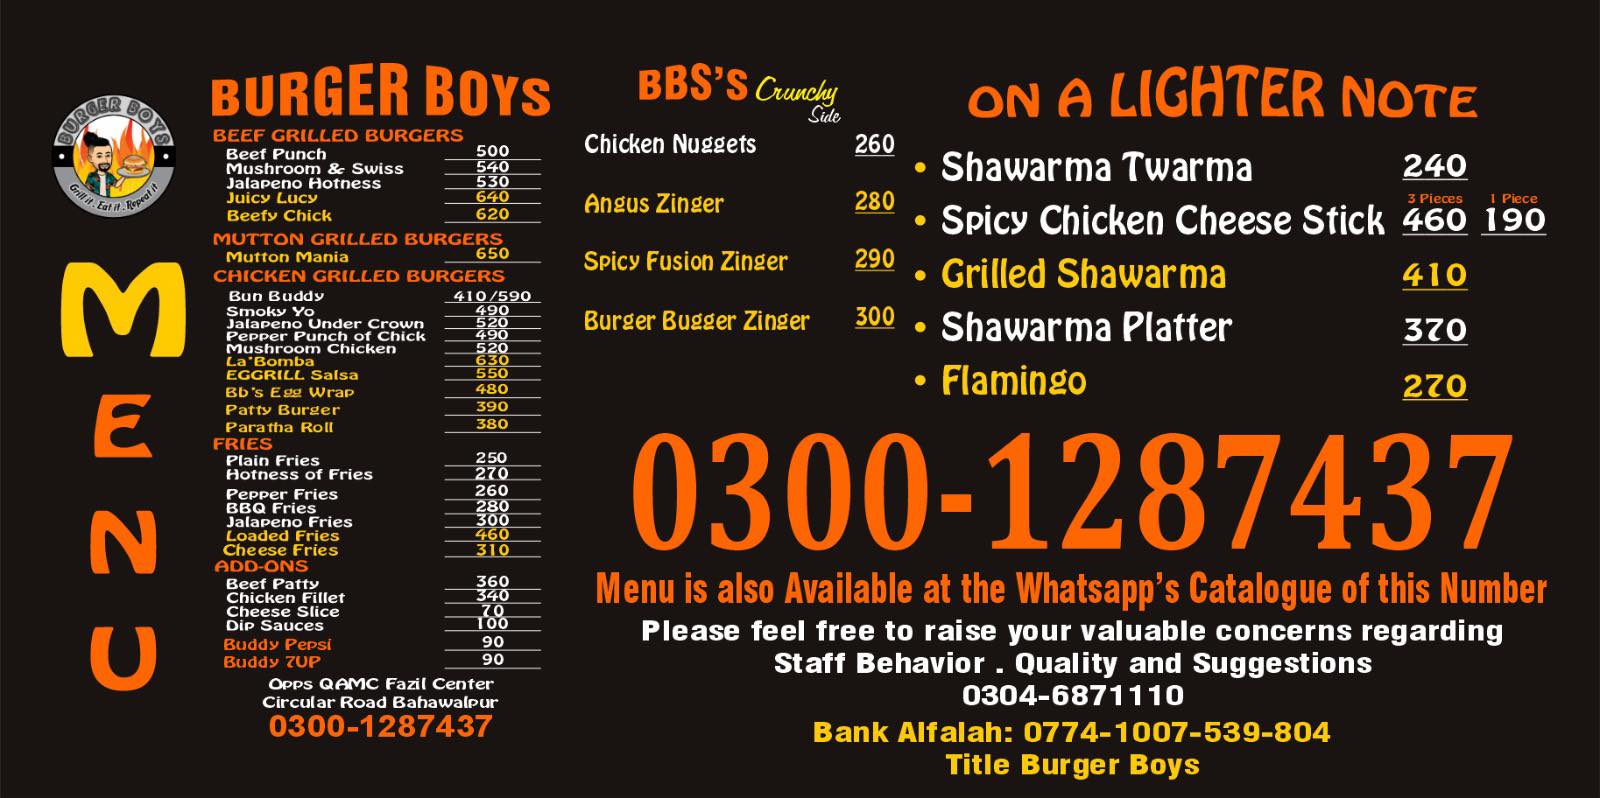 BURGER BOYS
Grill it . Eat it . Repeat it
MENU
BURGER BOYS
BEEF GRILLED BURGERS
Beef Punch 500
Mushroom & Swiss 540
Jalapeno Hotness 530
Juicy Lucy 640
Beefy Chick 620
MUTTON GRILLED BURGERS
Mutton Mania 650
CHICKEN GRILLED BURGERS
Bun Buddy 410/590
Smoky Yo 490
Jalapeno Under Crown 520
Pepper Punch of Chick 490
Mushroom Chicken 520
La'Bomba 630
EGGRILL Salsa 550
Bb's Egg Wrap 480
Patty Burger 390
Paratha Roll 380
FRIES
Plain Fries 250
Hotness of Fries 270
Pepper Fries 260
BBQ Fries 280
Jalapeno Fries 300
Loaded Fries 460
Cheese Fries 310
ADD-ONS
Beef Patty 360
Chicken Fillet 340
Cheese Slice 70
Dip Sauces 100
Buddy Pepsi 90
Buddy 7UP 90
Opps QAMC Fazil Center
Circular Road Bahawalpur
0300-1287437
BBS'S Crunchy
Side
Chicken Nuggets 260
Angus Zinger 280
Spicy Fusion Zinger 290
Burger Bugger Zinger 300
ON A LIGHTER NOTE
• Shawarma Twarma 240
3 Pieces 1 Piece
• Spicy Chicken Cheese Stick 460 190
• Grilled Shawarma 410
• Shawarma Platter 370
• Flamingo 270
0300-1287437
Menu is also Available at the Whatsapp's Catalogue of this Number
Please feel free to raise your valuable concerns regarding
Staff Behavior . Quality and Suggestions
0304-6871110
Bank Alfalah: 0774-1007-539-804
Title Burger Boys